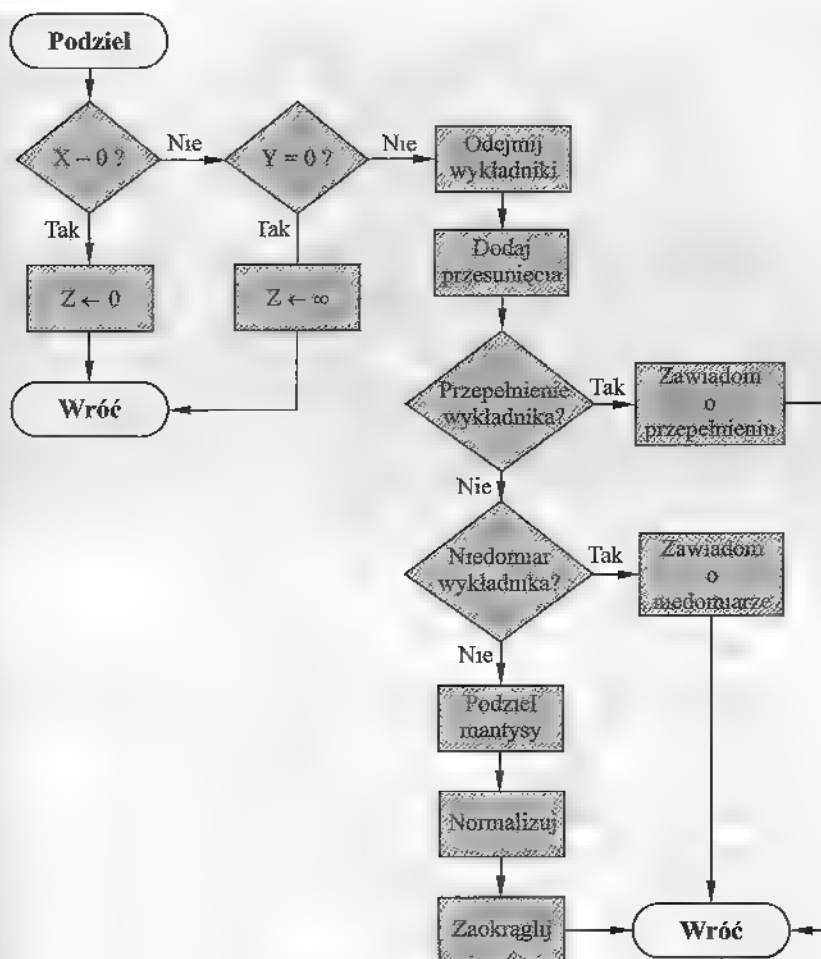 Podziel
X – 0 ?
Nie
Y = 0 ?
Nie
Odejmij
wykładniki
Tak
Tak
Dodaj
przesunięcia
Z ← 0
Z ← ∞
Wróć
Przepełnienie
wykładnika?
Tak
Zawiadom
o
przepełnieniu
Nie
Niedomiar
wykładnika?
Tak
Zawiadom
o
niedomiarze
Nie
Podziel
mantysy
Normalizuj
Zaokrąglij
Wróć